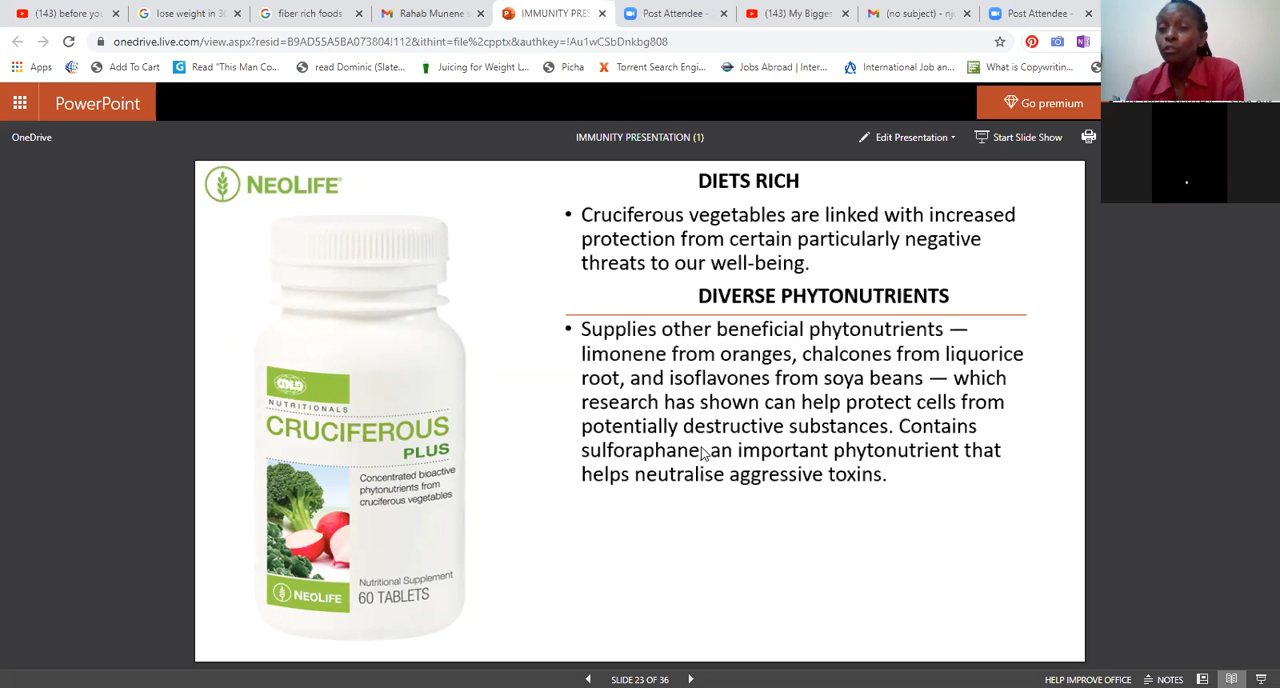 (143) before you
lose weight in 30
fiber rich foods
Rahab Munene's
IMMUNITY PRES
Post Attendee -
(143) My Bigges
(no subject) - nj
Post Attendee -
onedrive.live.com/view.aspx?resid=B9AD55A5BA073804!112&ithint=file%2cpptx&authkey=!Au1wCSbDnkbg808
Apps
Add To Cart
Read "This Man Co...
read Dominic (Slate...
Juicing for Weight L...
Picha
Torrent Search Engi...
Jobs Abroad | Inter...
International Job an...
What is Copywritin...
PowerPoint
Go premium
OneDrive
IMMUNITY PRESENTATION (1)
Edit Presentation
Start Slide Show
NEOLIFE
DIETS RICH
• Cruciferous vegetables are linked with increased
protection from certain particularly negative
threats to our well-being.
DIVERSE PHYTONUTRIENTS
• Supplies other beneficial phytonutrients —
limonene from oranges, chalcones from liquorice
root, and isoflavones from soya beans — which
research has shown can help protect cells from
potentially destructive substances. Contains
sulforaphane, an important phytonutrient that
helps neutralise aggressive toxins.
GNLD
NUTRITIONALS
CRUCIFEROUS
PLUS
Concentrated bioactive
phytonutrients from
cruciferous vegetables
Nutritional Supplement
60 TABLETS
NEOLIFE
SLIDE 23 OF 36
HELP IMPROVE OFFICE
NOTES